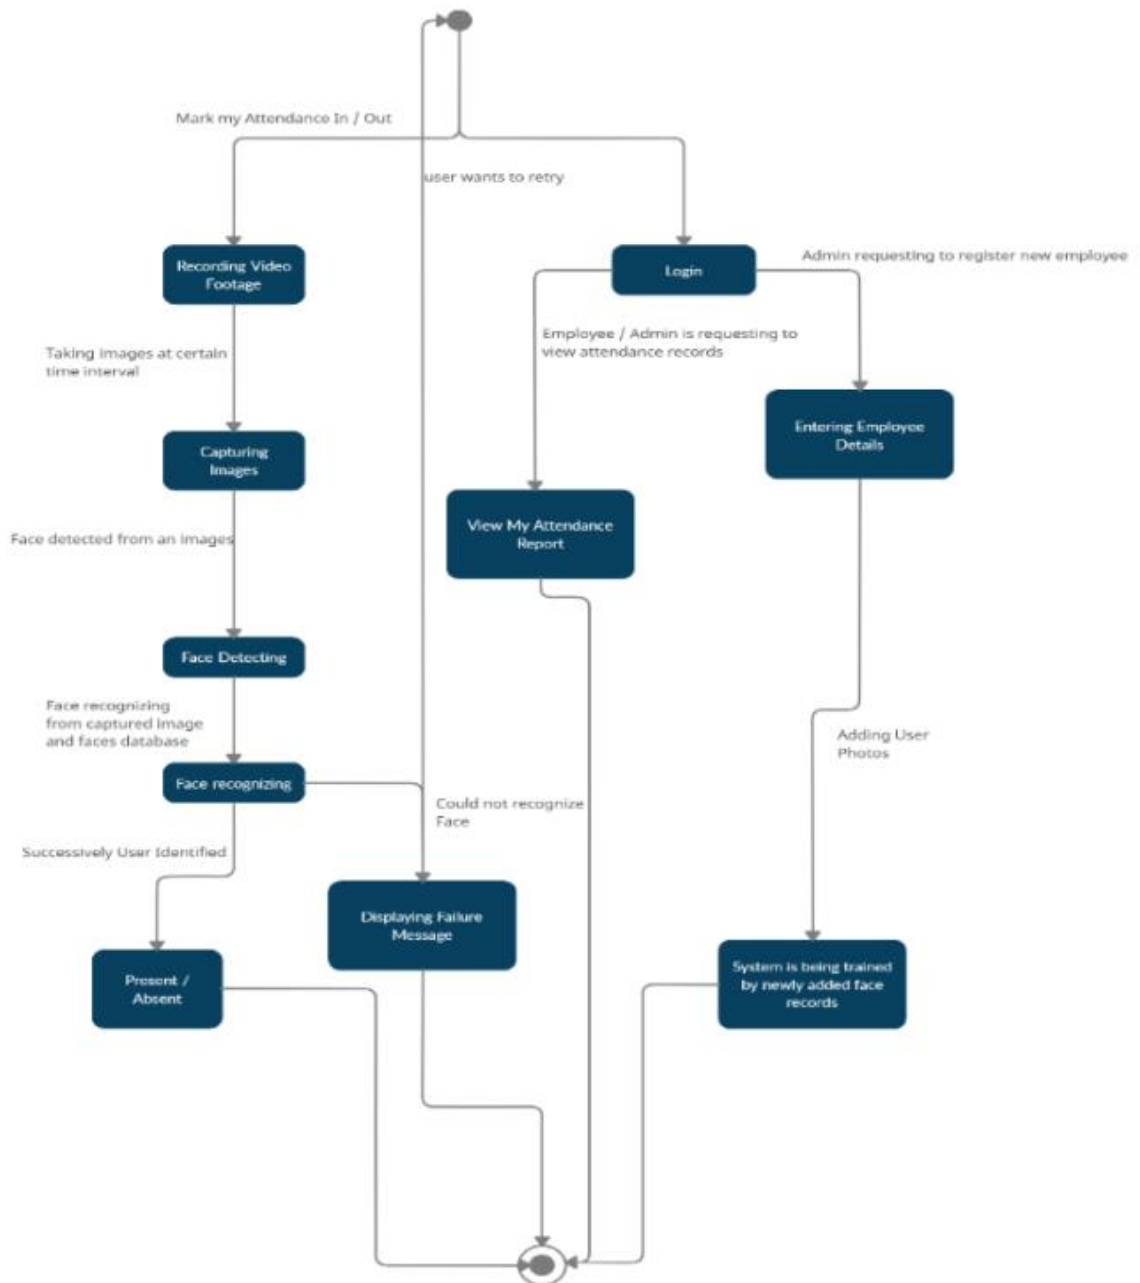 Mark my Attendance In / Out
user wants to retry
Recording Video
Footage
Login
Admin requesting to register new employee
Taking images at certain
time interval
Employee / Admin is requesting to
view attendance records
Capturing
Images
Entering Employee
Details
View My Attendance
Report
Face detected from an images
Face Detecting
Face recognizing
from captured image
and faces database
Adding User
Photos
Face recognizing
Could not recognize
Face
Successively User Identified
Displaying Failure
Message
Present /
Absent
System is being trained
by newly added face
records